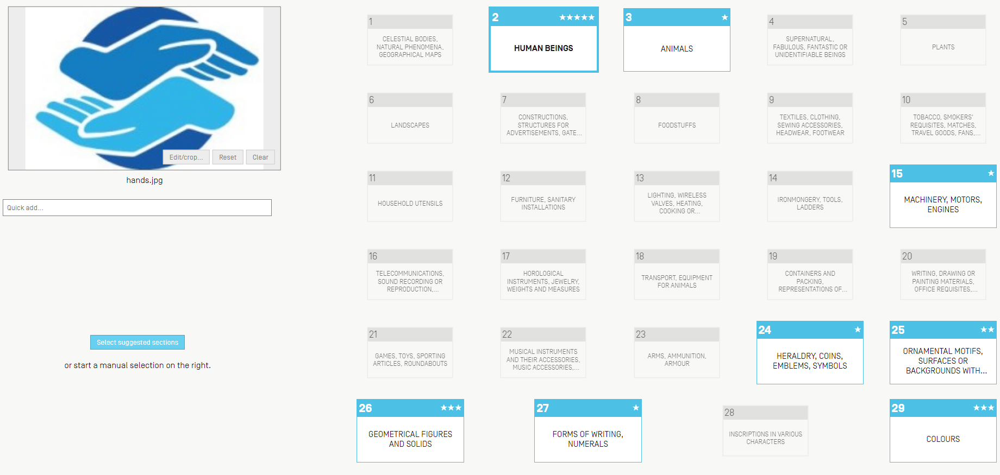 Edit/crop...
Reset
Clear
hands.jpg
Quick add...
Select suggested sections
or start a manual selection on the right.
1
CELESTIAL BODIES,
NATURAL PHENOMENA,
GEOGRAPHICAL MAPS
2 ★★★★★
HUMAN BEINGS
3 ★
ANIMALS
4
SUPERNATURAL,
FABULOUS, FANTASTIC OR
UNIDENTIFIABLE BEINGS
5
PLANTS
6
LANDSCAPES
7
CONSTRUCTIONS,
STRUCTURES FOR
ADVERTISEMENTS, GATE...
8
FOODSTUFFS
9
TEXTILES, CLOTHING,
SEWING ACCESSORIES,
HEADWEAR, FOOTWEAR
10
TOBACCO, SMOKERS'
REQUISITES, MATCHES,
TRAVEL GOODS, FANS,...
11
HOUSEHOLD UTENSILS
12
FURNITURE, SANITARY
INSTALLATIONS
13
LIGHTING, WIRELESS
VALVES, HEATING,
COOKING OR...
14
IRONMONGERY, TOOLS,
LADDERS
15 ★
MACHINERY, MOTORS,
ENGINES
16
TELECOMMUNICATIONS,
SOUND RECORDING OR
REPRODUCTION,...
17
HOROLOGICAL
INSTRUMENTS, JEWELRY,
WEIGHTS AND MEASURES
18
TRANSPORT, EQUIPMENT
FOR ANIMALS
19
CONTAINERS AND
PACKING,
REPRESENTATIONS OF...
20
WRITING, DRAWING OR
PAINTING MATERIALS,
OFFICE REQUISITES,...
21
GAMES, TOYS, SPORTING
ARTICLES, ROUNDABOUTS
22
MUSICAL INSTRUMENTS
AND THEIR ACCESSORIES,
MUSIC ACCESSORIES,...
23
ARMS, AMMUNITION,
ARMOUR
24 ★
HERALDRY, COINS,
EMBLEMS, SYMBOLS
25 ★★
ORNAMENTAL MOTIFS,
SURFACES OR
BACKGROUNDS WITH...
26 ★★★
GEOMETRICAL FIGURES
AND SOLIDS
27 ★
FORMS OF WRITING,
NUMERALS
28
INSCRIPTIONS IN VARIOUS
CHARACTERS
29 ★★★
COLOURS